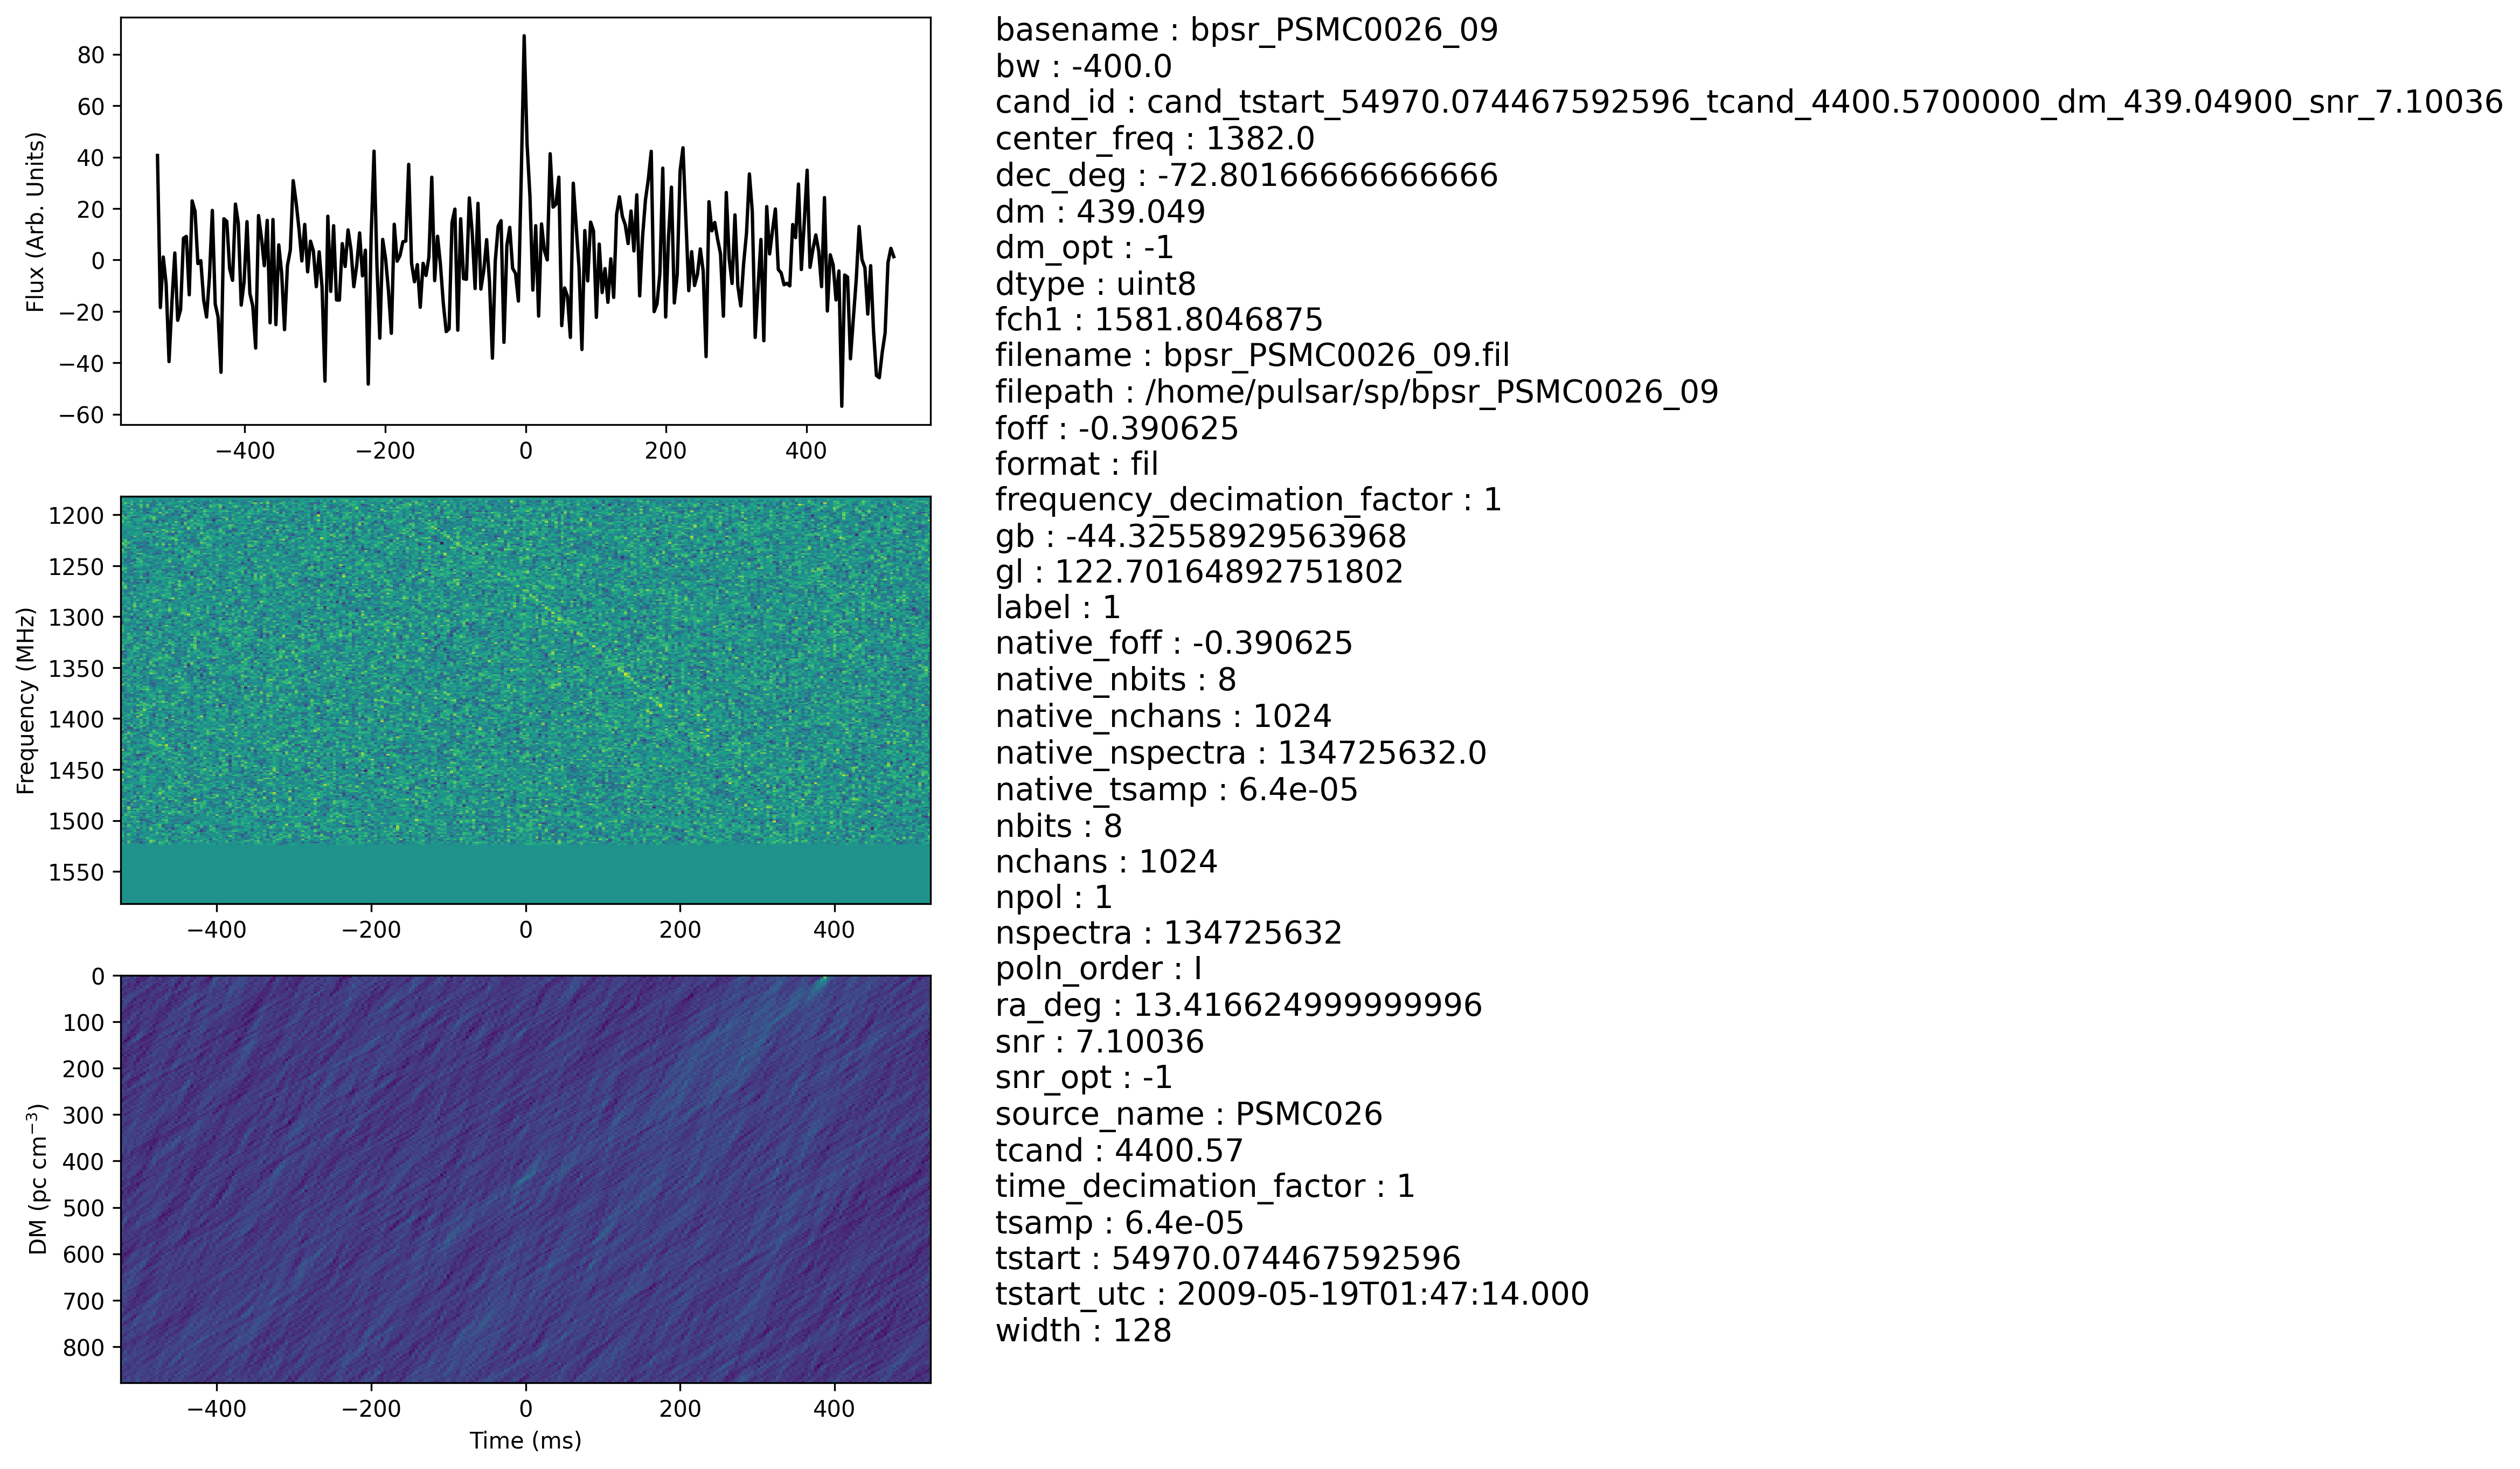 80
60
40
20
0
−20
−40
−60
Flux (Arb. Units)
−400 −200 0 200 400
1200
1250
1300
1350
1400
1450
1500
1550
Frequency (MHz)
−400 −200 0 200 400
0
100
200
300
400
500
600
700
800
DM (pc cm⁻³)
−400 −200 0 200 400
Time (ms)
basename : bpsr_PSMC0026_09
bw : -400.0
cand_id : cand_tstart_54970.074467592596_tcand_4400.5700000_dm_439.04900_snr_7.10036
center_freq : 1382.0
dec_deg : -72.80166666666666
dm : 439.049
dm_opt : -1
dtype : uint8
fch1 : 1581.8046875
filename : bpsr_PSMC0026_09.fil
filepath : /home/pulsar/sp/bpsr_PSMC0026_09
foff : -0.390625
format : fil
frequency_decimation_factor : 1
gb : -44.32558929563968
gl : 122.70164892751802
label : 1
native_foff : -0.390625
native_nbits : 8
native_nchans : 1024
native_nspectra : 134725632.0
native_tsamp : 6.4e-05
nbits : 8
nchans : 1024
npol : 1
nspectra : 134725632
poln_order : I
ra_deg : 13.416624999999996
snr : 7.10036
snr_opt : -1
source_name : PSMC026
tcand : 4400.57
time_decimation_factor : 1
tsamp : 6.4e-05
tstart : 54970.074467592596
tstart_utc : 2009-05-19T01:47:14.000
width : 128